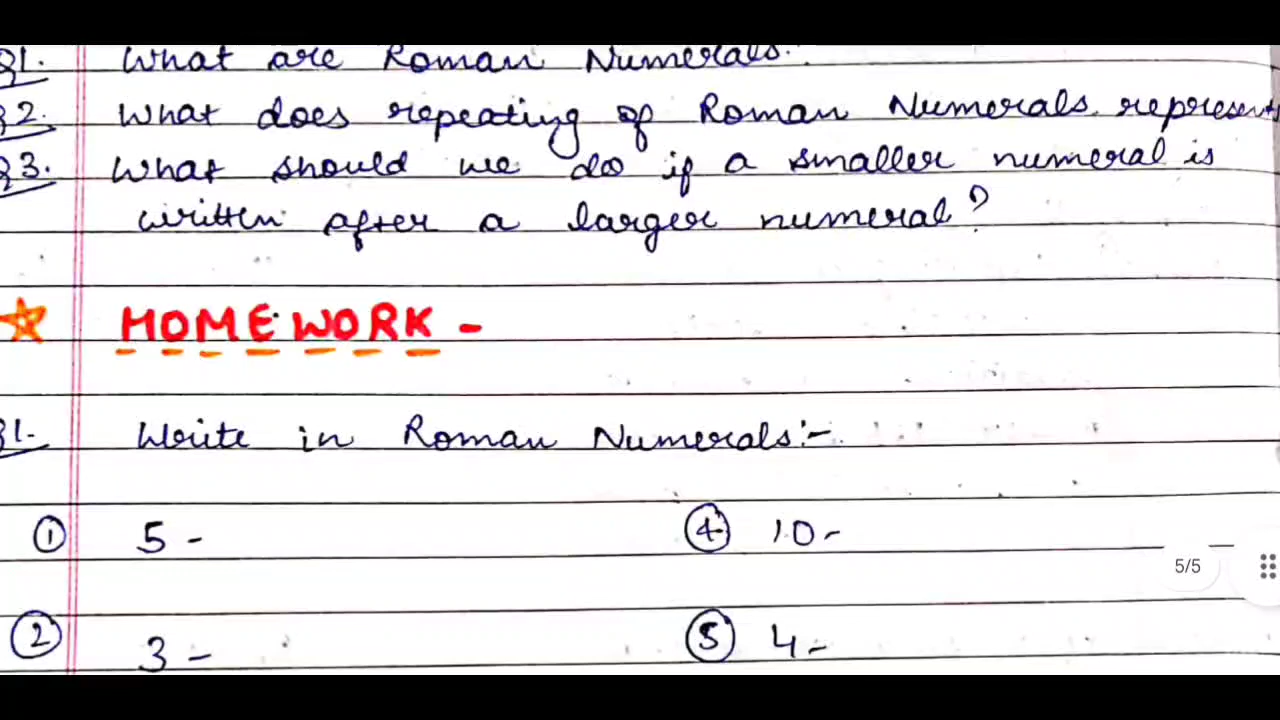 Q1. What are Roman Numerals.
Q2. What does repeating of Roman Numerals represent
Q3. What should we do if a smaller numeral is
written after a larger numeral?
HOMEWORK -
Q1. Write in Roman Numerals:-
① 5 -
④ 10 -
5/5
② 3 -
⑤ 4 -